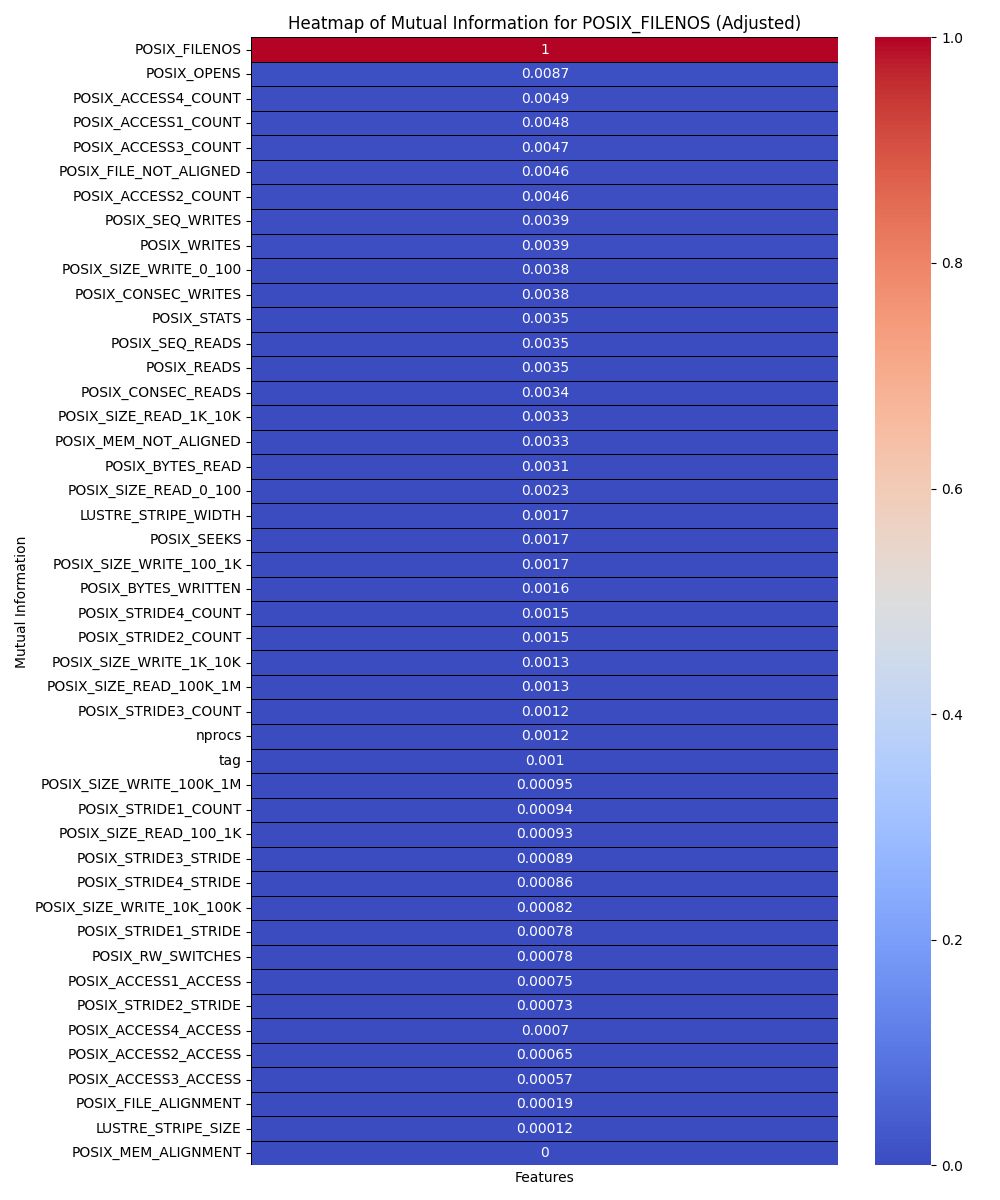 Heatmap of Mutual Information for POSIX_FILENOS (Adjusted)
POSIX_FILENOS 1
POSIX_OPENS 0.0087
POSIX_ACCESS4_COUNT 0.0049
POSIX_ACCESS1_COUNT 0.0048
POSIX_ACCESS3_COUNT 0.0047
POSIX_FILE_NOT_ALIGNED 0.0046
POSIX_ACCESS2_COUNT 0.0046
POSIX_SEQ_WRITES 0.0039
POSIX_WRITES 0.0039
POSIX_SIZE_WRITE_0_100 0.0038
POSIX_CONSEC_WRITES 0.0038
POSIX_STATS 0.0035
POSIX_SEQ_READS 0.0035
POSIX_READS 0.0035
POSIX_CONSEC_READS 0.0034
POSIX_SIZE_READ_1K_10K 0.0033
POSIX_MEM_NOT_ALIGNED 0.0033
POSIX_BYTES_READ 0.0031
POSIX_SIZE_READ_0_100 0.0023
LUSTRE_STRIPE_WIDTH 0.0017
POSIX_SEEKS 0.0017
POSIX_SIZE_WRITE_100_1K 0.0017
POSIX_BYTES_WRITTEN 0.0016
POSIX_STRIDE4_COUNT 0.0015
POSIX_STRIDE2_COUNT 0.0015
POSIX_SIZE_WRITE_1K_10K 0.0013
POSIX_SIZE_READ_100K_1M 0.0013
POSIX_STRIDE3_COUNT 0.0012
nprocs 0.0012
tag 0.001
POSIX_SIZE_WRITE_100K_1M 0.00095
POSIX_STRIDE1_COUNT 0.00094
POSIX_SIZE_READ_100_1K 0.00093
POSIX_STRIDE3_STRIDE 0.00089
POSIX_STRIDE4_STRIDE 0.00086
POSIX_SIZE_WRITE_10K_100K 0.00082
POSIX_STRIDE1_STRIDE 0.00078
POSIX_RW_SWITCHES 0.00078
POSIX_ACCESS1_ACCESS 0.00075
POSIX_STRIDE2_STRIDE 0.00073
POSIX_ACCESS4_ACCESS 0.0007
POSIX_ACCESS2_ACCESS 0.00065
POSIX_ACCESS3_ACCESS 0.00057
POSIX_FILE_ALIGNMENT 0.00019
LUSTRE_STRIPE_SIZE 0.00012
POSIX_MEM_ALIGNMENT 0
Mutual Information
Features
1.0
0.8
0.6
0.4
0.2
0.0